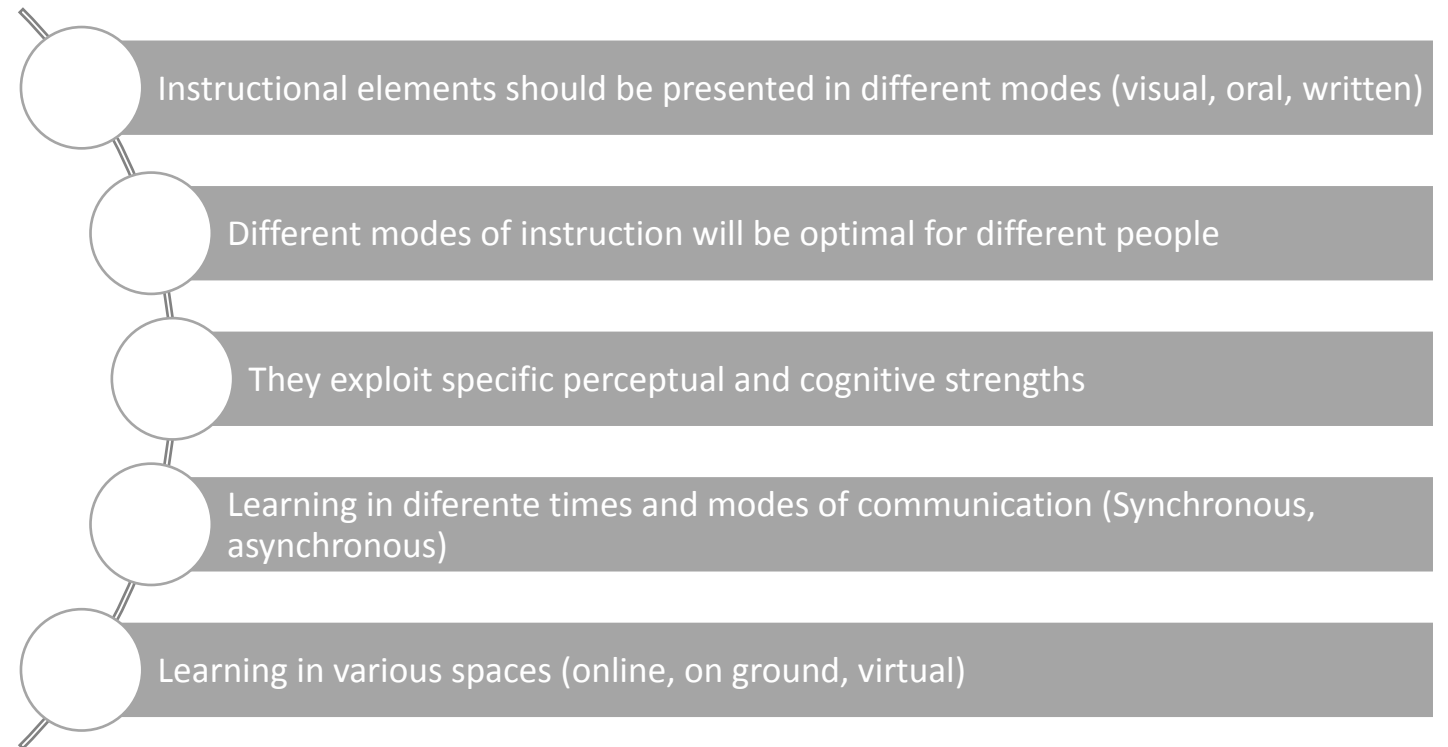 Instructional elements should be presented in different modes (visual, oral, written)
Different modes of instruction will be optimal for different people
They exploit specific perceptual and cognitive strengths
Learning in diferente times and modes of communication (Synchronous,
asynchronous)
Learning in various spaces (online, on ground, virtual)